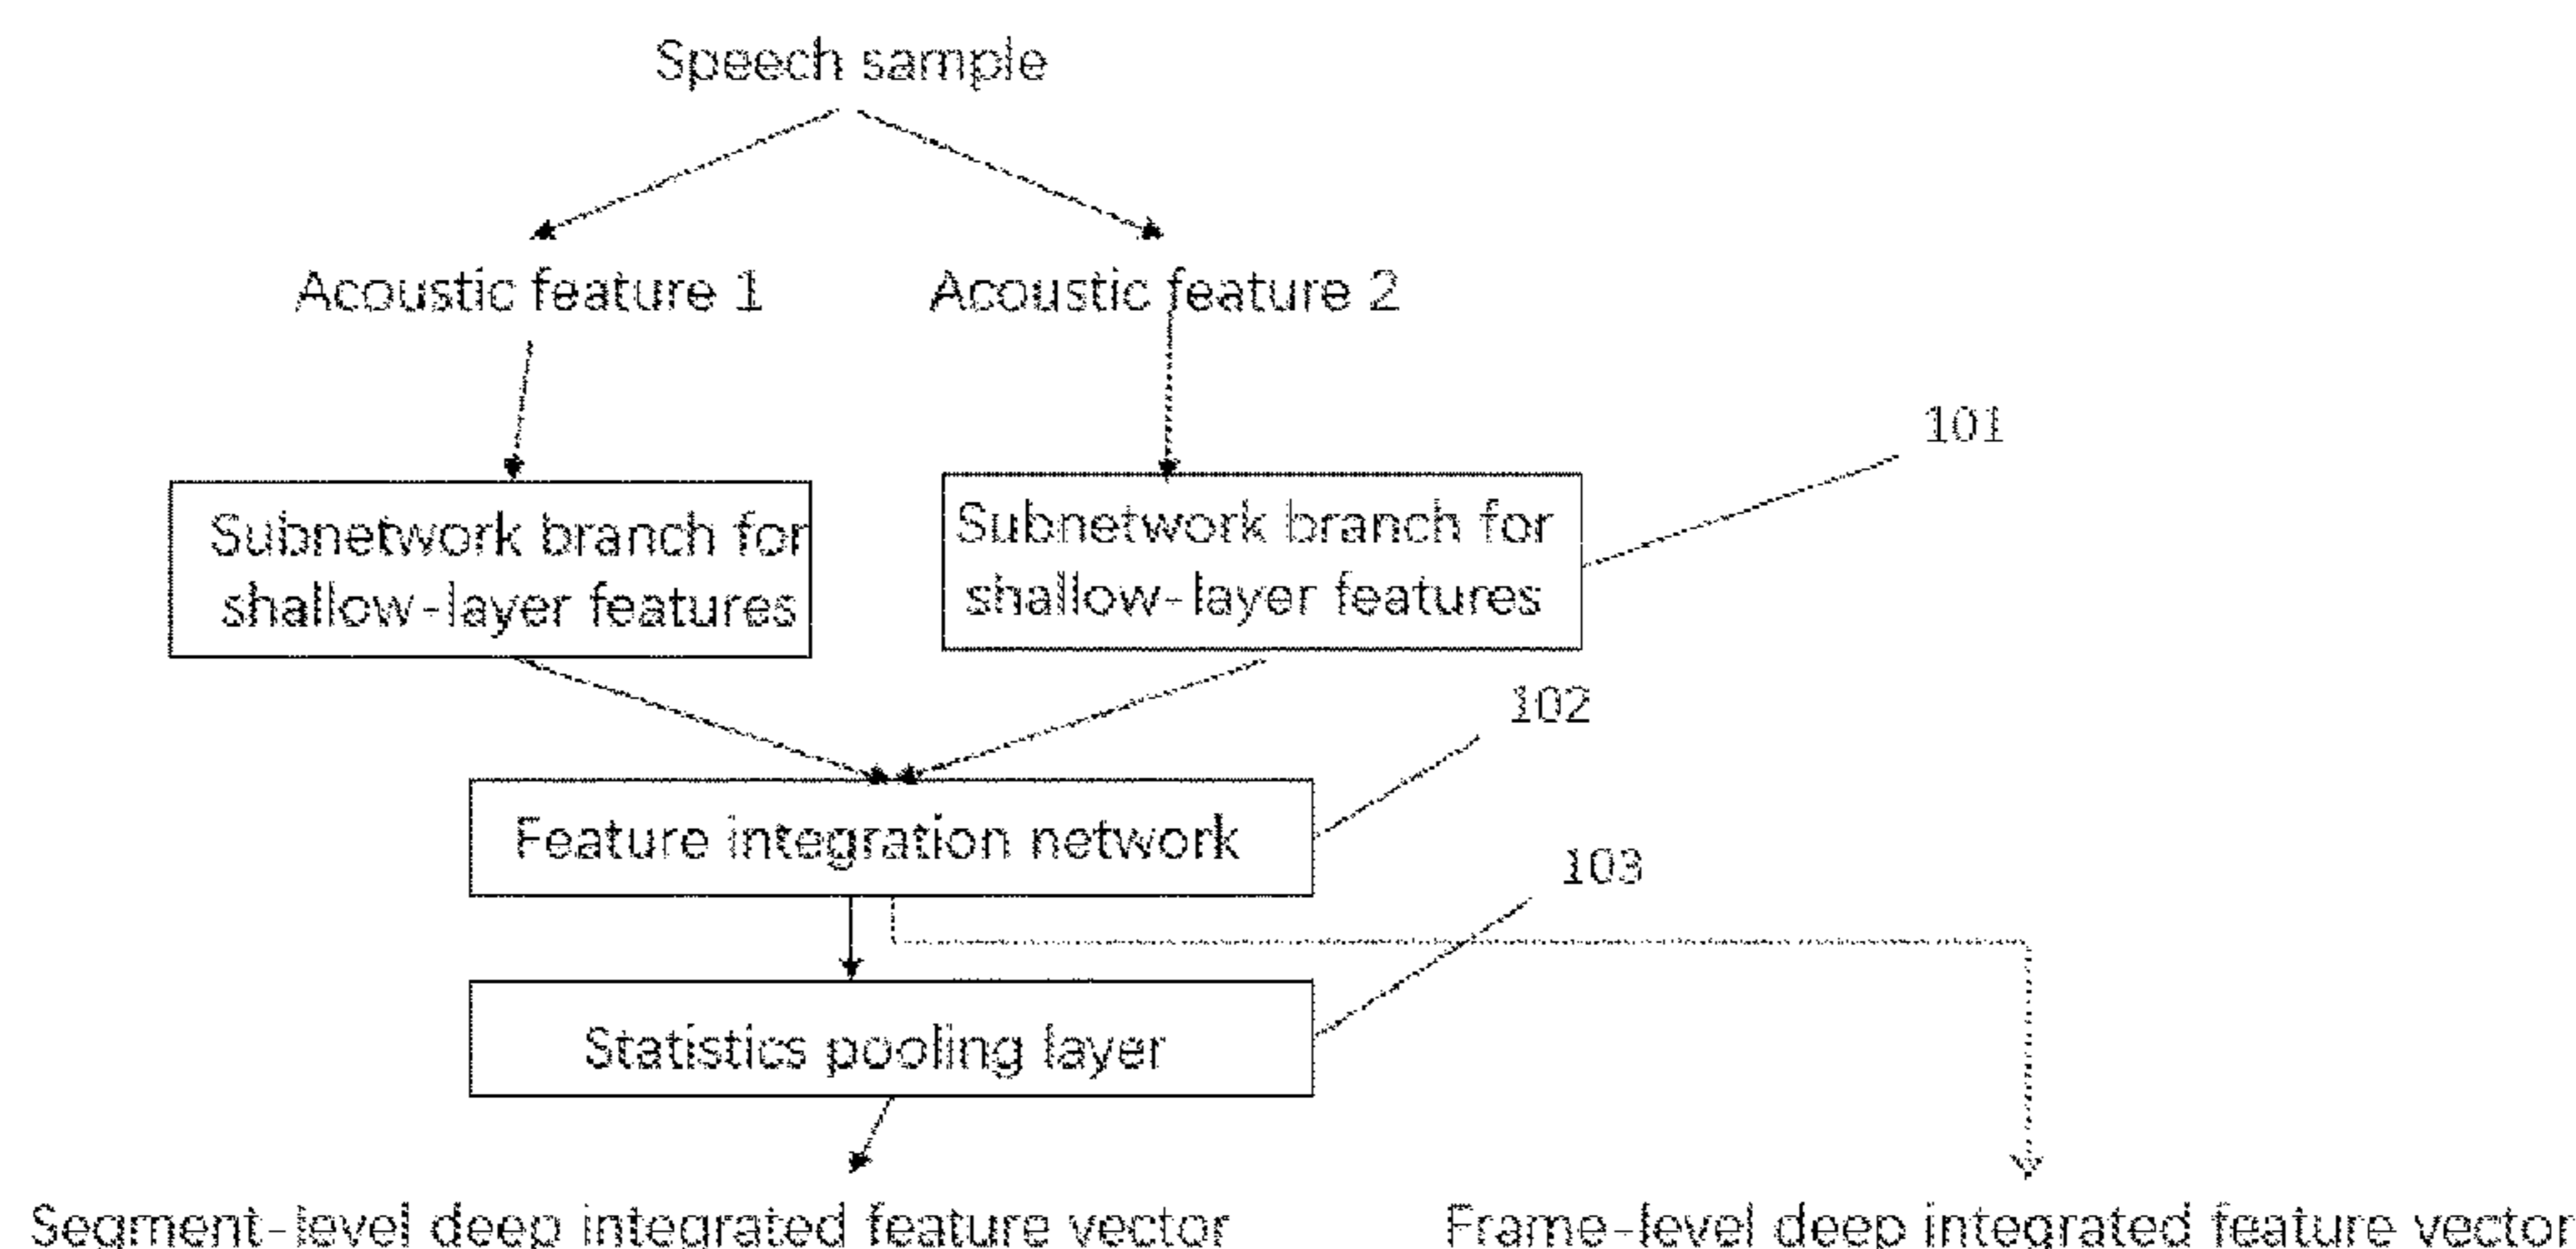 Speech sample
Acoustic feature 1
Acoustic feature 2
101
Subnetwork branch for
shallow-layer features
Subnetwork branch for
shallow-layer features
102
Feature integration network
103
Statistics pooling layer
Segment-level deep integrated feature vector
Frame-level deep integrated feature vector